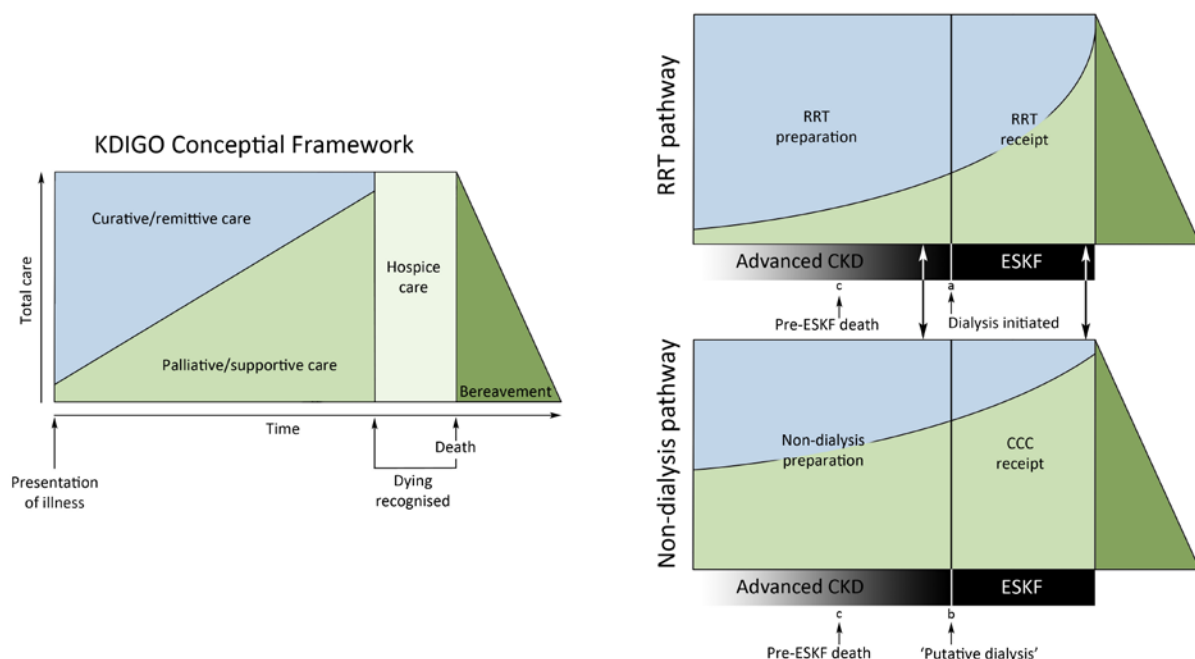 KDIGO Conceptial Framework
Total care
Curative/remittive care
Palliative/supportive care
Hospice
care
Bereavement
Time
Presentation
of illness
Death
Dying
recognised
RRT pathway
RRT
preparation
RRT
receipt
Advanced CKD
ESKF
c
a
Pre-ESKF death
Dialysis initiated
Non-dialysis pathway
Non-dialysis
preparation
CCC
receipt
Advanced CKD
ESKF
c
b
Pre-ESKF death
‘Putative dialysis’